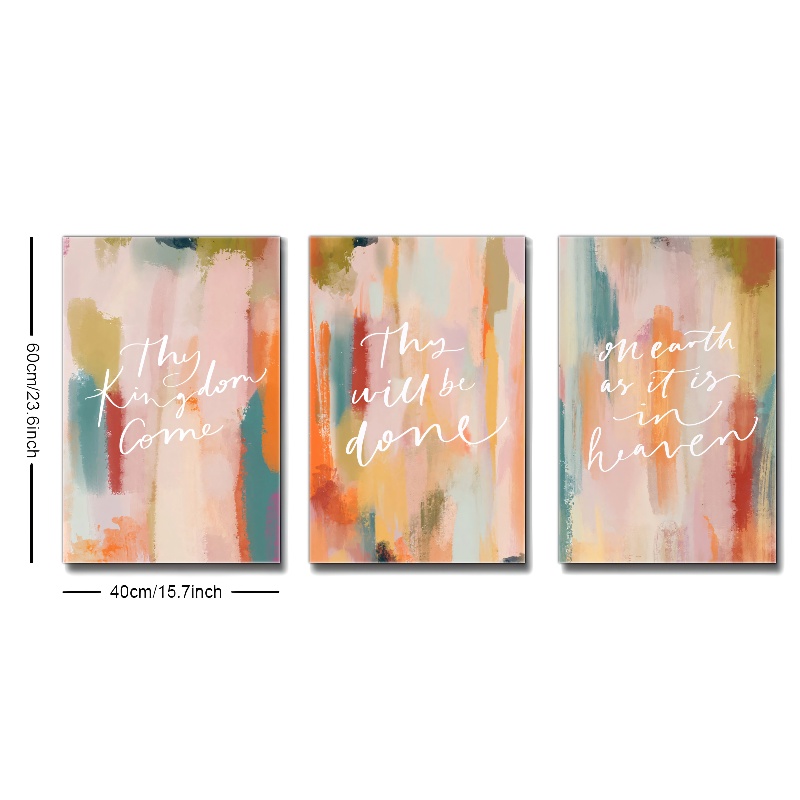 60cm/23.6inch
Thy
Kingdom
Come
Thy
will be
done
on earth
as it is
in
heaven
40cm/15.7inch